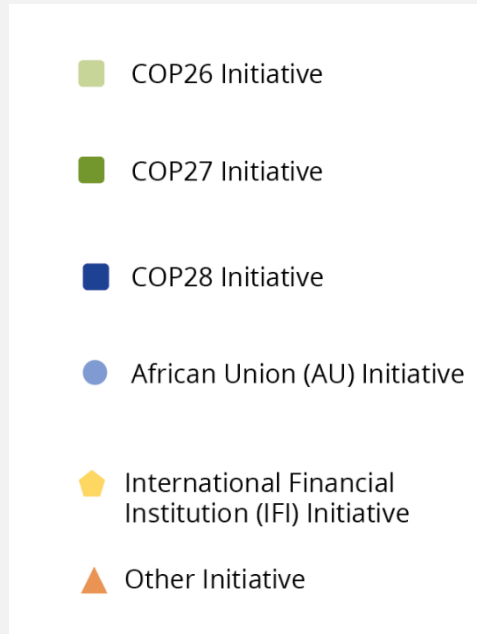 COP26 Initiative
COP27 Initiative
COP28 Initiative
African Union (AU) Initiative
International Financial
Institution (IFI) Initiative
Other Initiative